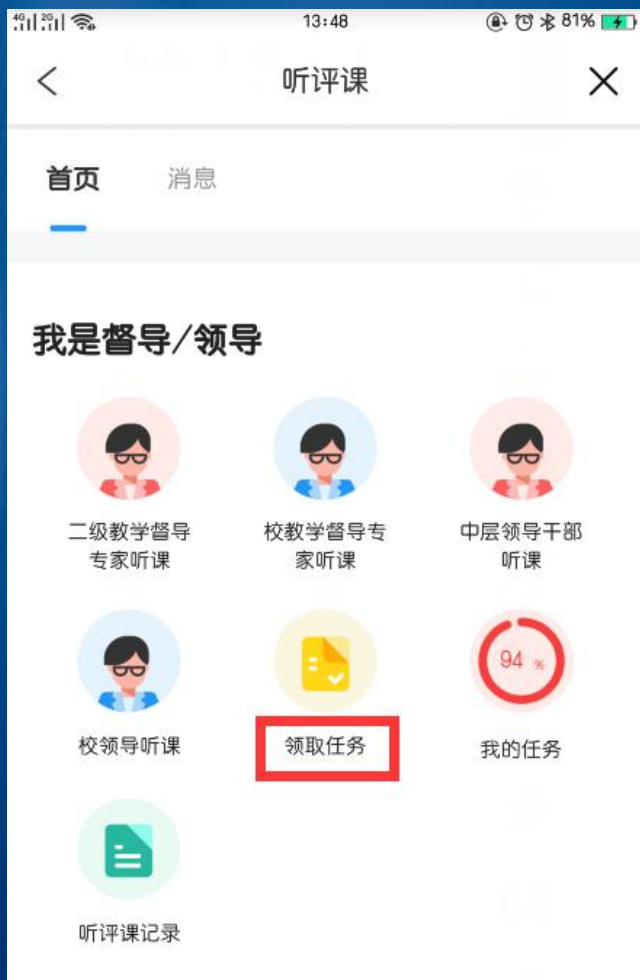 4G 2G 13:48 81%
听评课
首页 消息
我是督导/领导
二级教学督导
专家听课
校教学督导专
家听课
中层领导干部
听课
校领导听课
领取任务
94 %
我的任务
听评课记录